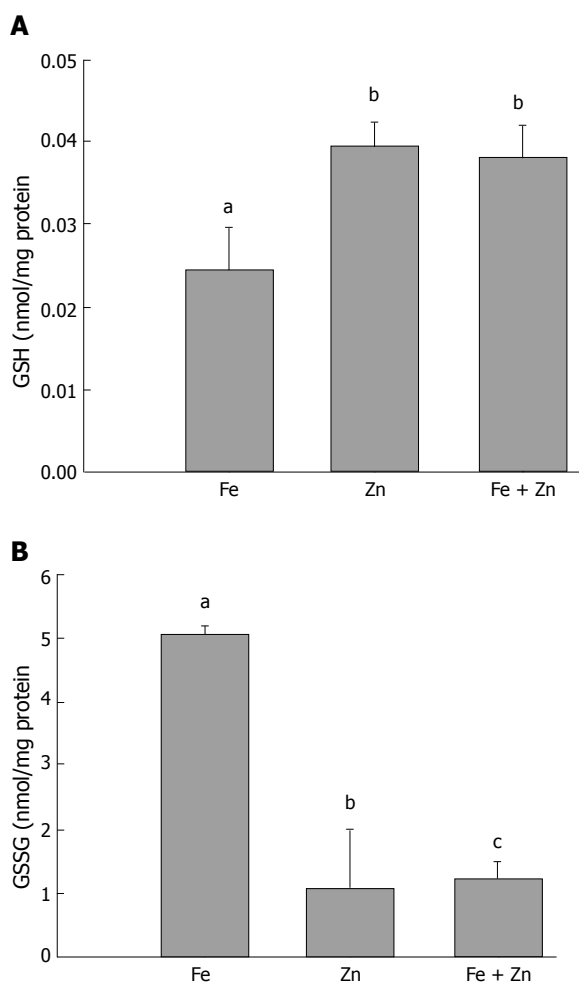 A
GSH (nmol/mg protein)
0.05
0.04
0.03
0.02
0.01
0.00
a
b
b
Fe
Zn
Fe + Zn
B
GSSG (nmol/mg protein)
6
5
4
3
2
1
0
a
b
c
Fe
Zn
Fe + Zn